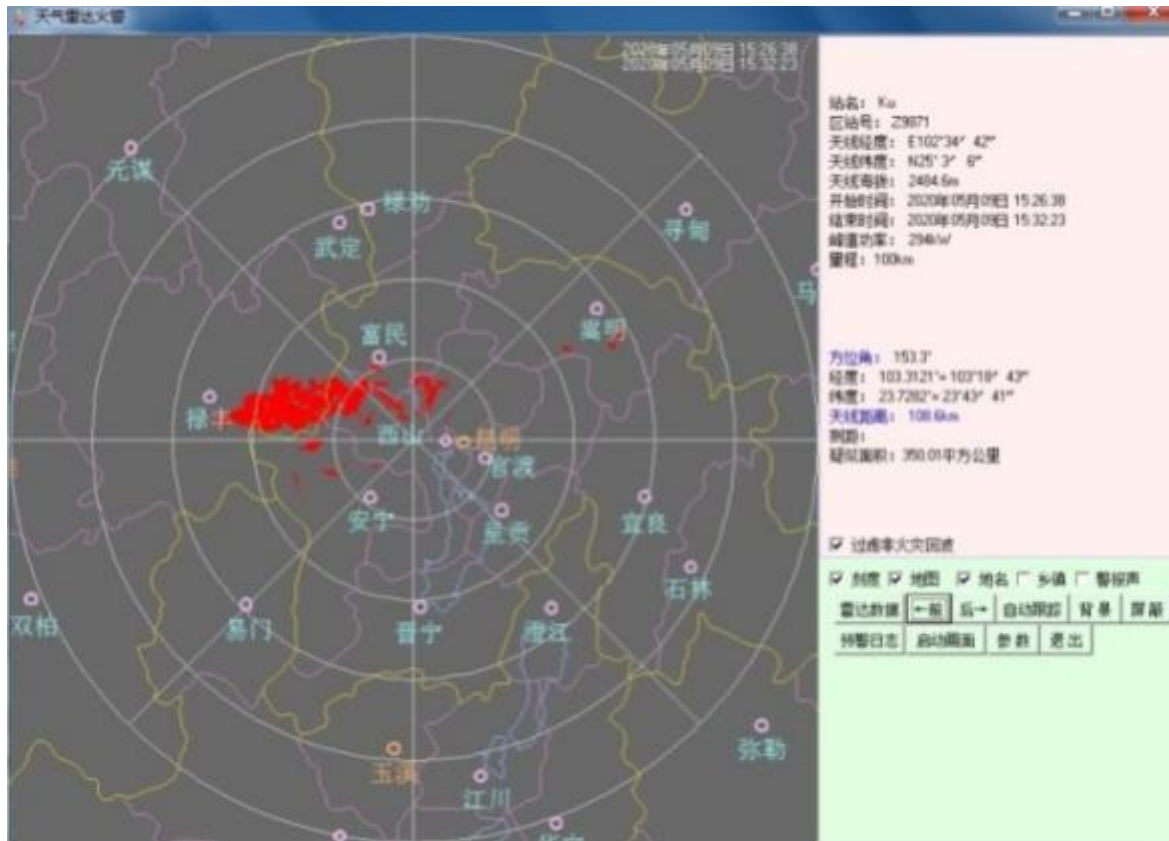 天气雷达火警
2020年05月09日 15:26:38
2020年05月09日 15:32:23
元谋
禄劝
武定
寻甸
马
嵩明
富民
禄丰
西山
昆明
官渡
安宁
呈贡
宜良
石林
双柏
易门
晋宁
澄江
弥勒
玉溪
江川
站名: Ku
区站号: Z9871
天线经度: E102°34′ 42″
天线纬度: N25°3′ 6″
天线海拔: 2484.6m
开始时间: 2020年05月09日 15:26:38
结束时间: 2020年05月09日 15:32:23
峰值功率: 294kW
量程: 100km
方位角: 153.3°
经度: 103.3121°=103°18′ 43″
纬度: 23.7282°=23°43′ 41″
天线距离: 108.6km
测距:
疑似面积: 350.01平方公里
过虑非火灾回波
刻度 地图 地名 乡镇 警报声
雷达数据 ←前 后→ 自动跟踪 背景 屏蔽
预警日志 启动画面 参数 退出